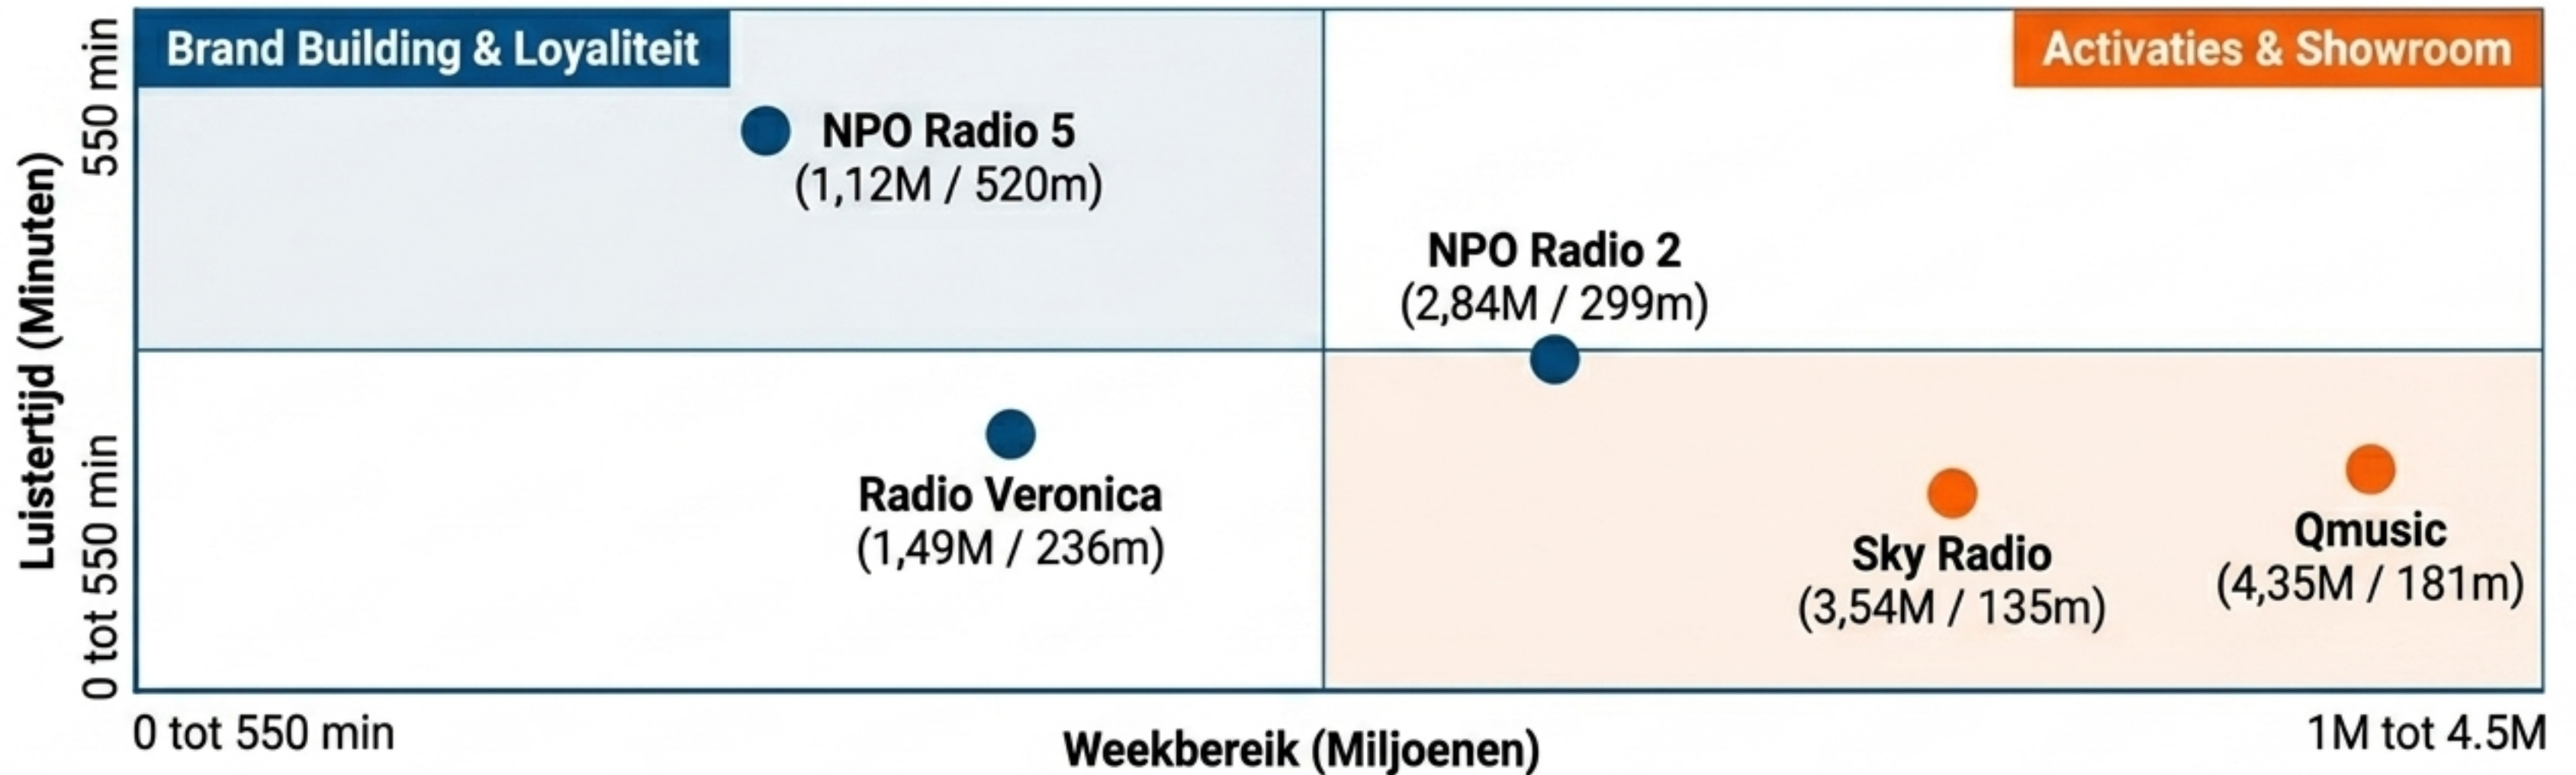 Brand Building & Loyaliteit
Activaties & Showroom
550 min
NPO Radio 5
(1,12M / 520m)
NPO Radio 2
(2,84M / 299m)
Luistertijd (Minuten)
Radio Veronica
(1,49M / 236m)
Sky Radio
(3,54M / 135m)
Qmusic
(4,35M / 181m)
0 tot 550 min
0 tot 550 min
Weekbereik (Miljoenen)
1M tot 4.5M